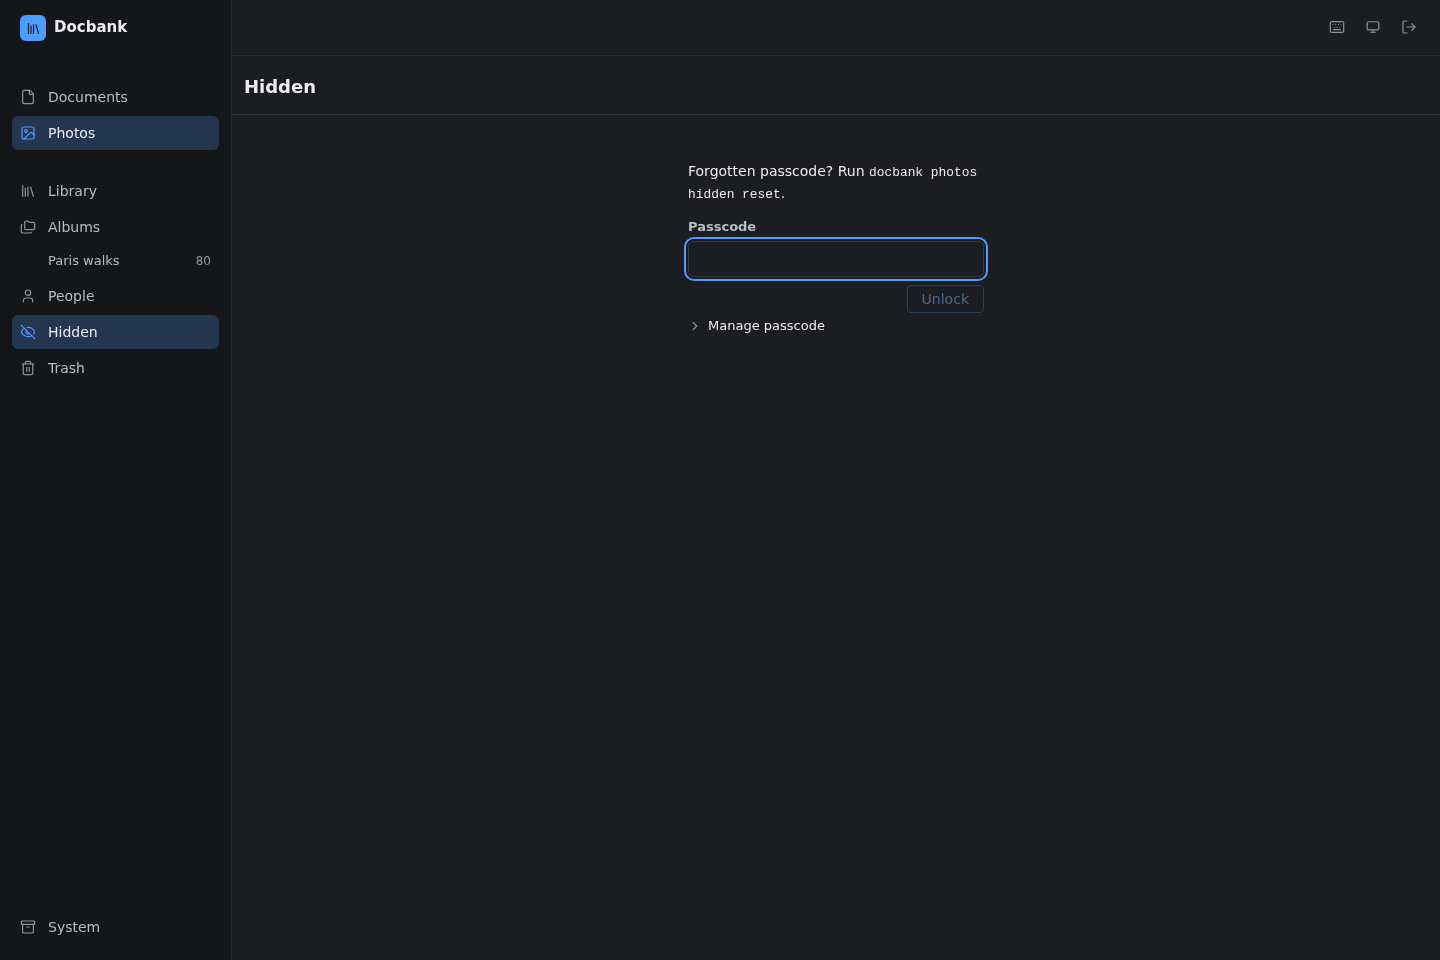 Docbank
Documents
Photos
Library
Albums
Paris walks 80
People
Hidden
Trash
System
Hidden
Forgotten passcode? Run docbank photos
hidden reset.
Passcode
Unlock
Manage passcode